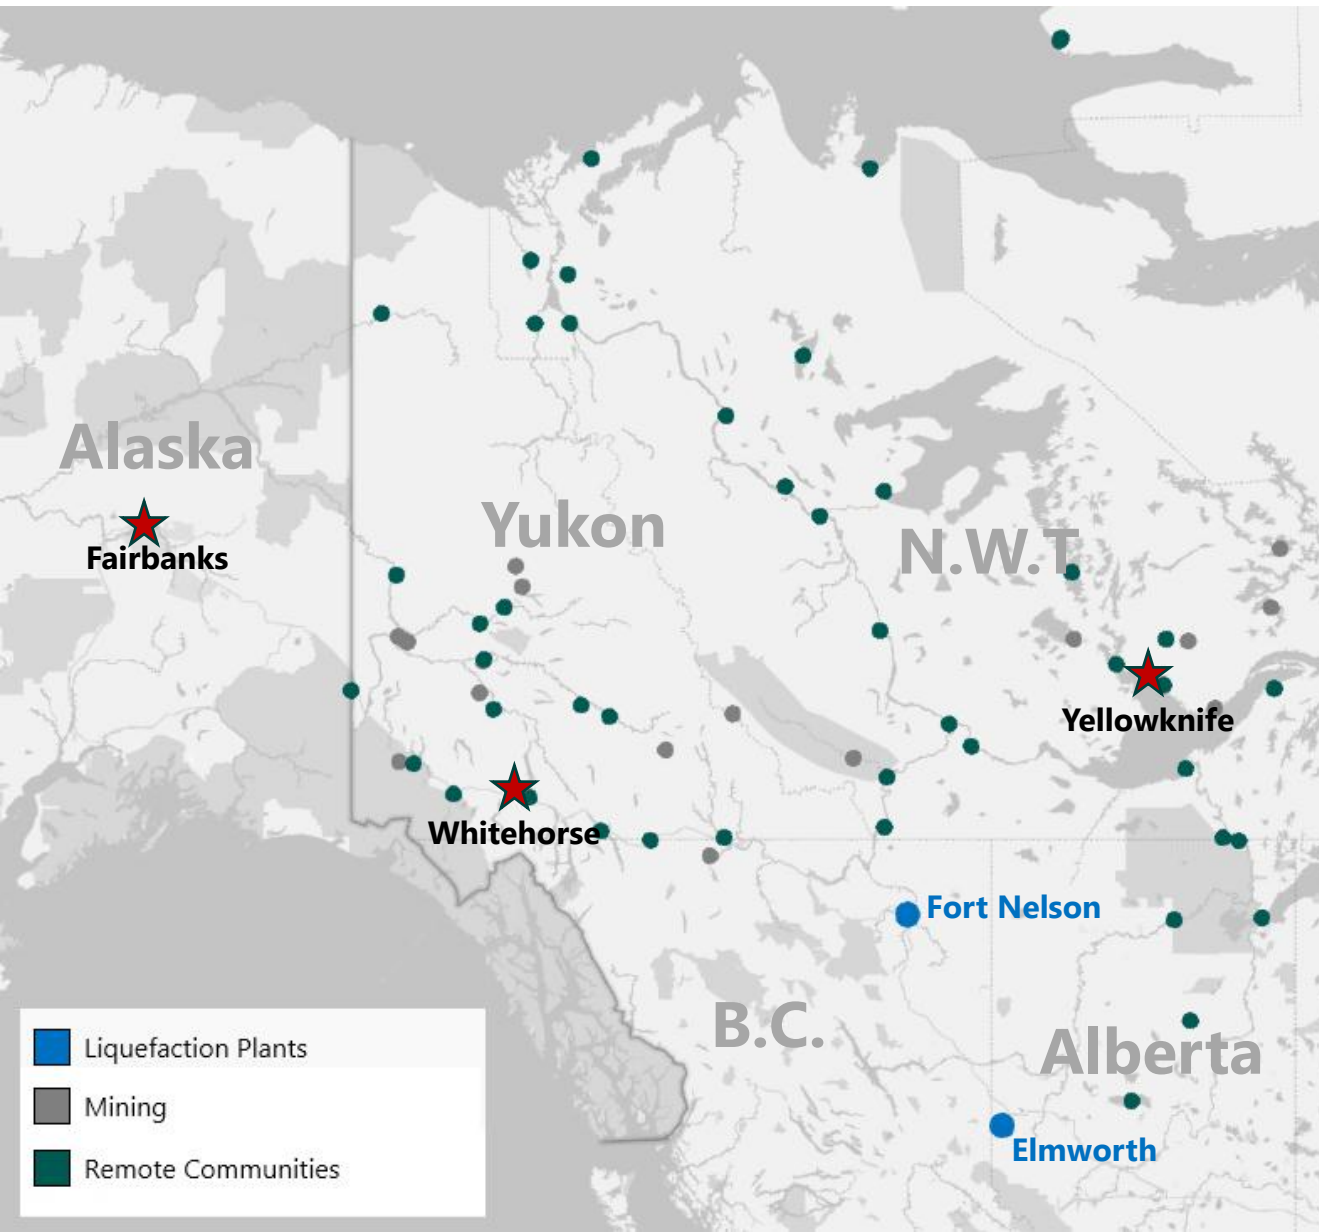 Alaska
Fairbanks
Yukon
N.W.T
Yellowknife
Whitehorse
Fort Nelson
B.C.
Alberta
Elmworth
Liquefaction Plants
Mining
Remote Communities